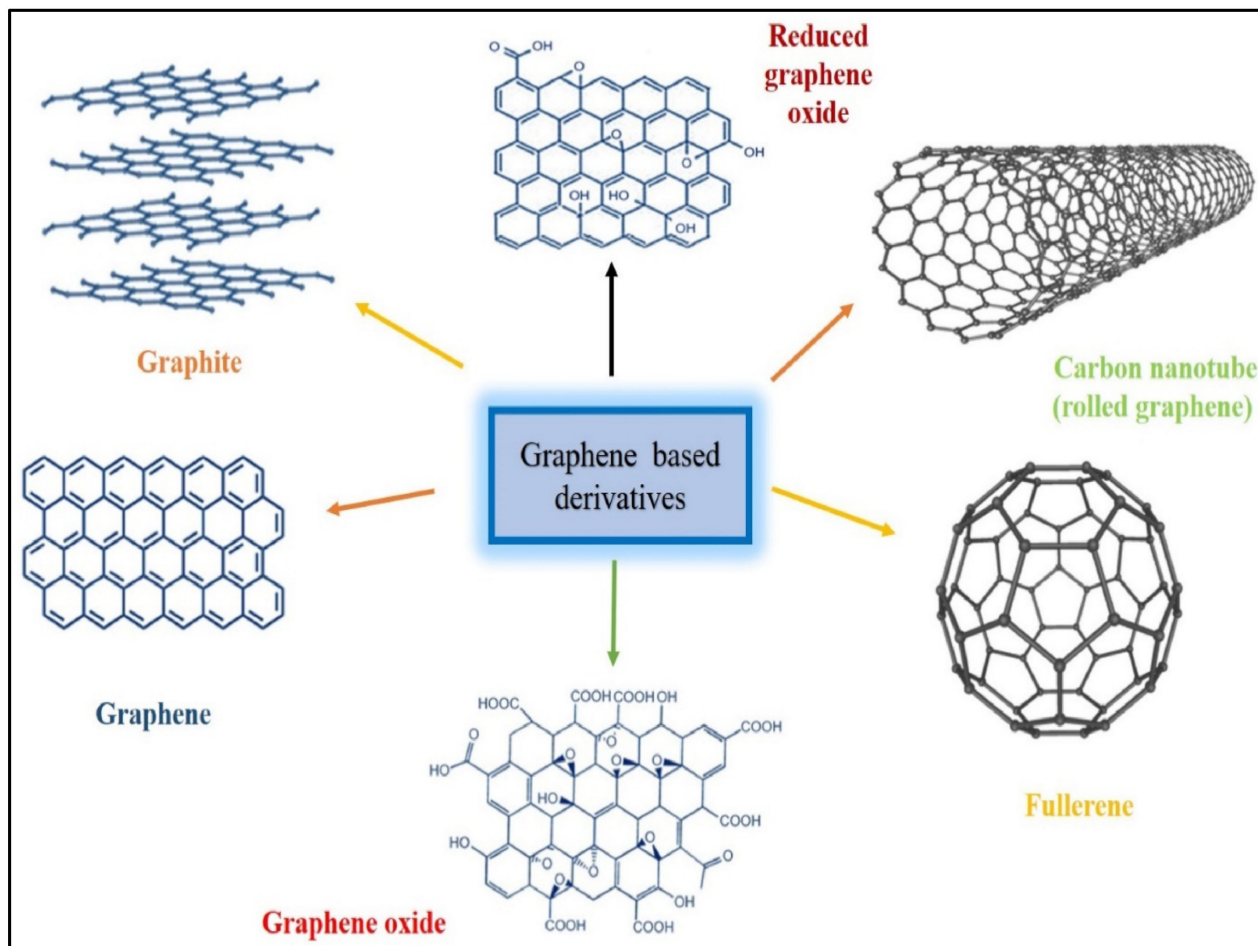 Reduced
graphene
oxide
O
OH
O
O
O
OH
OH
HO
OH
Graphite
Carbon nanotube
(rolled graphene)
Graphene based
derivatives
Graphene
Fullerene
HOOC
COOH
COOH
OH
COOH
O
HO
O
O
O
O
O
HO
COOH
HO
O
O
O
O
O
OH
COOH
COOH
Graphene oxide